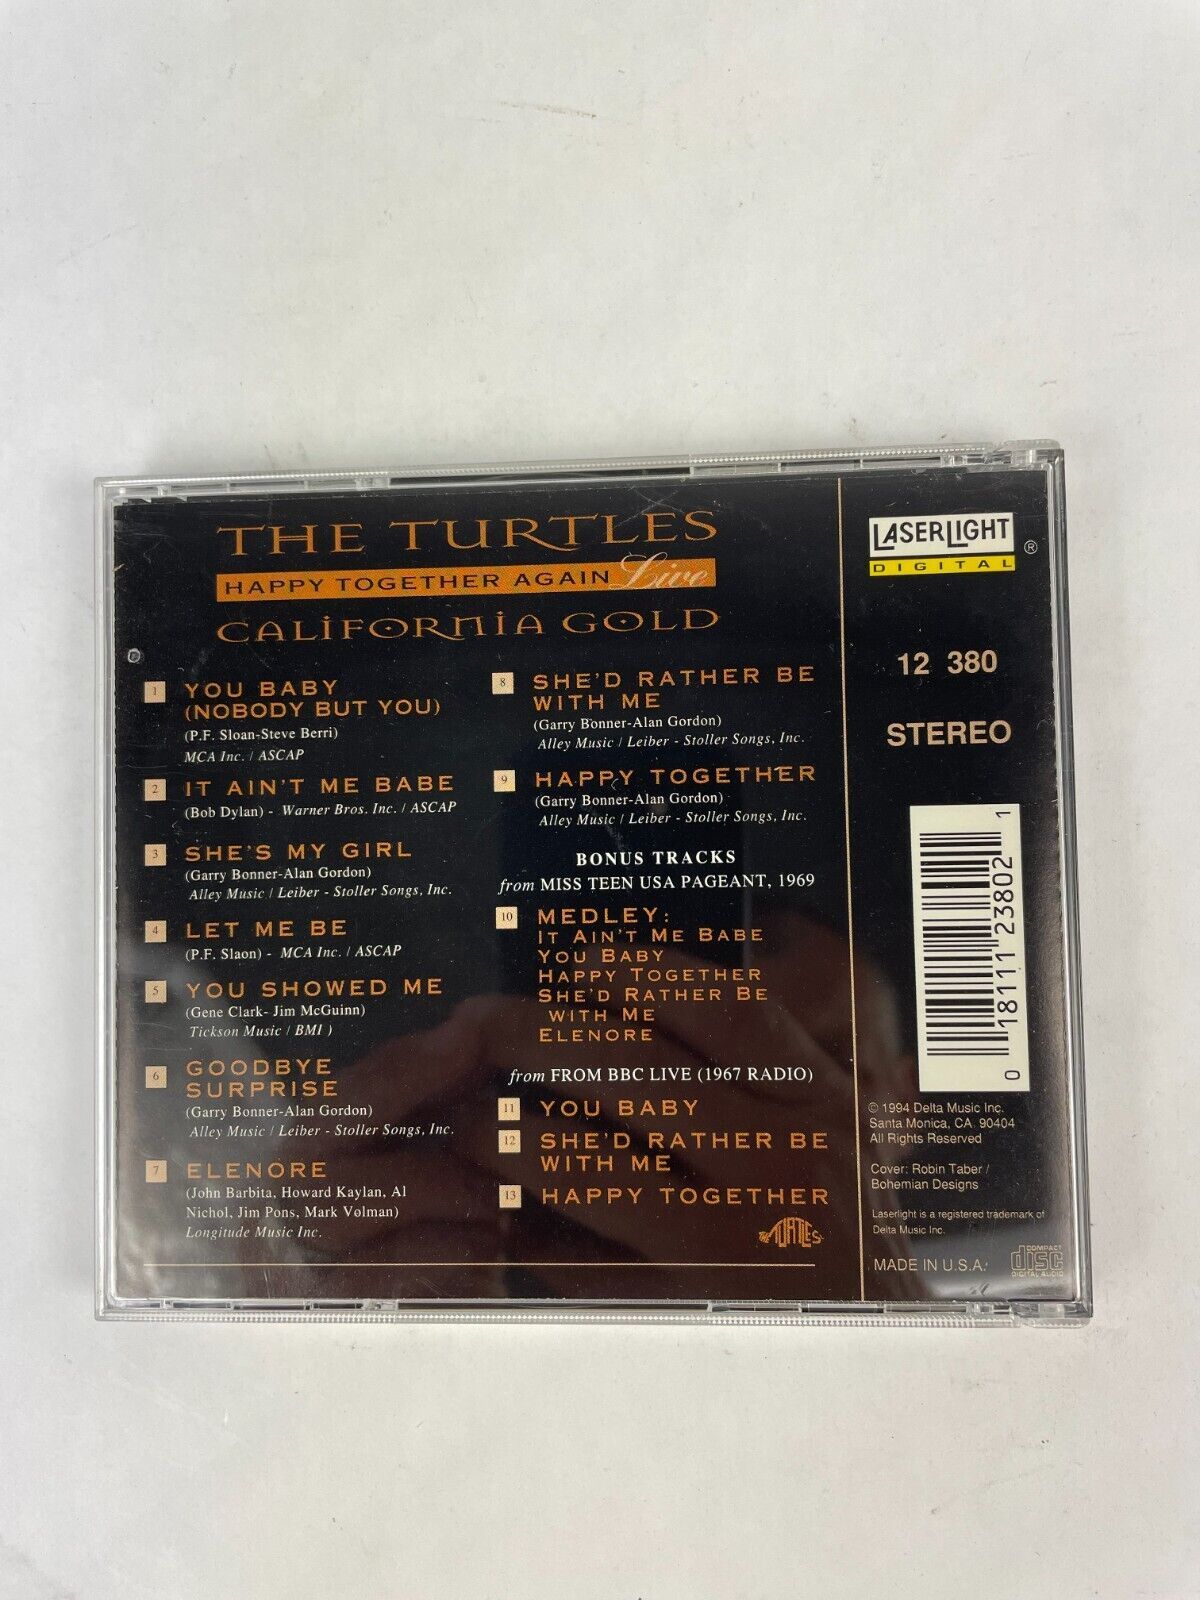 THE TURTLES
HAPPY TOGETHER AGAIN Live
CALIFORNIA GOLD
1 YOU BABY
(NOBODY BUT YOU)
(P.F. Sloan-Steve Berri)
MCA Inc. / ASCAP
2 IT AIN'T ME BABE
(Bob Dylan) - Warner Bros. Inc. / ASCAP
3 SHE'S MY GIRL
(Garry Bonner-Alan Gordon)
Alley Music / Leiber - Stoller Songs, Inc.
4 LET ME BE
(P.F. Slaon) - MCA Inc. / ASCAP
5 YOU SHOWED ME
(Gene Clark- Jim McGuinn)
Tickson Music / BMI )
6 GOODBYE
SURPRISE
(Garry Bonner-Alan Gordon)
Alley Music / Leiber - Stoller Songs, Inc.
7 ELENORE
(John Barbita, Howard Kaylan, Al
Nichol, Jim Pons, Mark Volman)
Longitude Music Inc.
8 SHE'D RATHER BE
WITH ME
(Garry Bonner-Alan Gordon)
Alley Music / Leiber - Stoller Songs, Inc.
9 HAPPY TOGETHER
(Garry Bonner-Alan Gordon)
Alley Music / Leiber - Stoller Songs, Inc.
BONUS TRACKS
from MISS TEEN USA PAGEANT, 1969
10 MEDLEY:
IT AIN'T ME BABE
YOU BABY
HAPPY TOGETHER
SHE'D RATHER BE
WITH ME
ELENORE
from FROM BBC LIVE (1967 RADIO)
11 YOU BABY
12 SHE'D RATHER BE
WITH ME
13 HAPPY TOGETHER
THE TURTLES
LASERLIGHT ®
DIGITAL
12 380
STEREO
0 18111 23802 1
© 1994 Delta Music Inc.
Santa Monica, CA 90404
All Rights Reserved
Cover: Robin Taber /
Bohemian Designs
Laserlight is a registered trademark of
Delta Music Inc.
MADE IN U.S.A.
COMPACT
disc
DIGITAL AUDIO